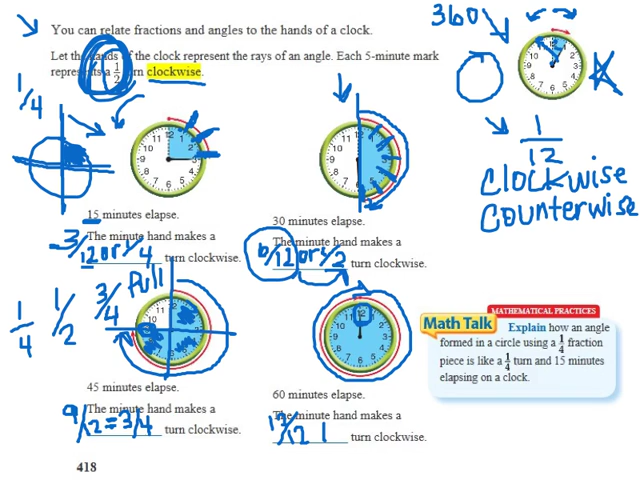 You can relate fractions and angles to the hands of a clock.
Let the hands of the clock represent the rays of an angle. Each 5-minute mark
represents a 1/12 turn clockwise.
360
1/4
1/12
Clockwise
Counterwise
15 minutes elapse.
The minute hand makes a
3/12 or 1/4 turn clockwise.
30 minutes elapse.
The minute hand makes a
6/12 or 1/2 turn clockwise.
1/4 1/2 3/4 Full
45 minutes elapse.
The minute hand makes a
9/12 = 3/4 turn clockwise.
60 minutes elapse.
The minute hand makes a
12/12 1 turn clockwise.
MATHEMATICAL PRACTICES
Math Talk Explain how an angle
formed in a circle using a 1/4 fraction
piece is like a 1/4 turn and 15 minutes
elapsing on a clock.
418